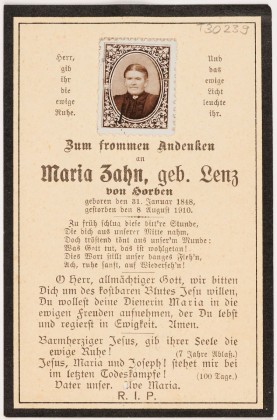 T30239
Herr,
gib
ihr
die
ewige
Ruhe.
Und
das
ewige
Licht
leuchte
ihr.
Zum frommen Andenken
an
Maria Zahn, geb. Lenz
von Horben
geboren den 31. Januar 1848,
gestorben den 8 August 1910.
Zu früh schlug diese bitt're Stunde,
Die dich aus unserer Mitte nahm.
Doch tröstend tönt aus unser'm Munde:
Was Gott tut, das ist wohlgetan!
Dies Wort stillt unser banges Fleh'n,
Ach, ruhe sanft, auf Wiederseh'n!
O Herr, allmächtiger Gott, wir bitten
Dich um des kostbaren Blutes Jesu willen,
Du wollest deine Dienerin Maria in die
ewigen Freuden aufnehmen, der Du lebst
und regierst in Ewigkeit. Amen.
Barmherziger Jesus, gib ihrer Seele die
ewige Ruhe! (7 Jahre Ablaß.)
Jesus, Maria und Joseph! stehet mir bei
im letzten Todeskampfe! (100 Tage.)
Vater unser. Ave Maria.
R. I. P.